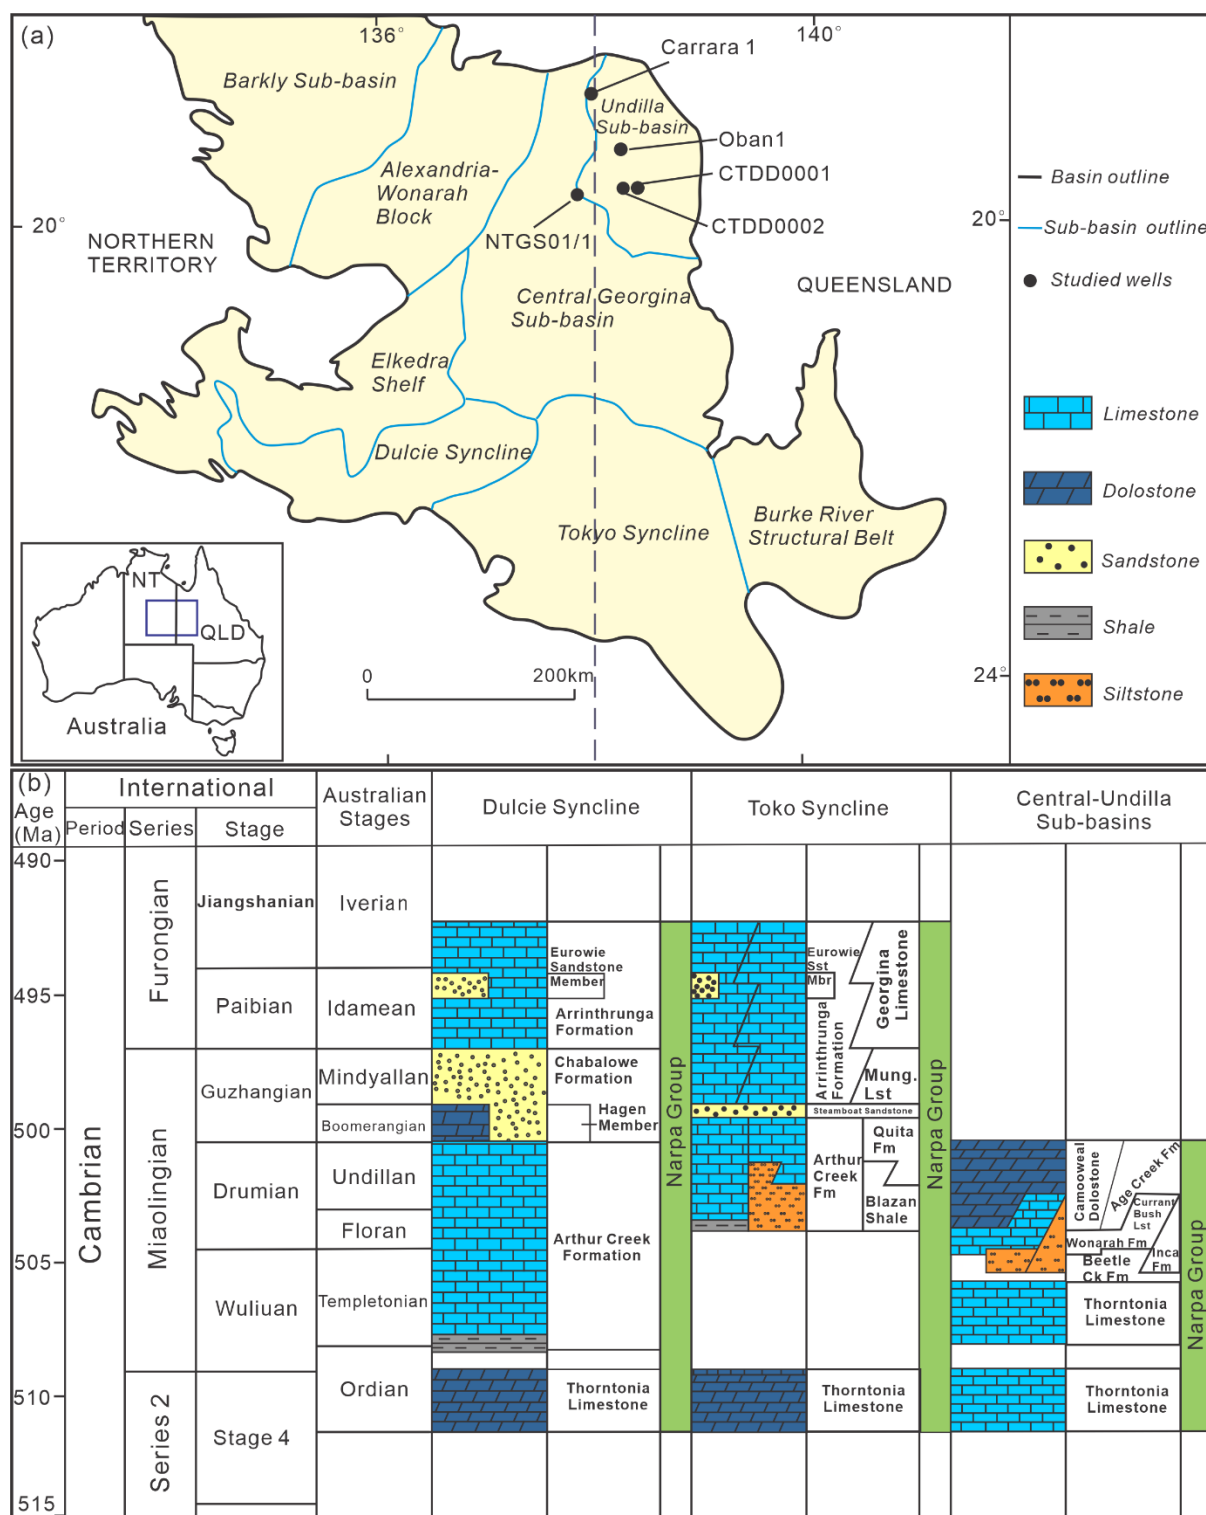 (a)
136°
140°
Carrara 1
Barkly Sub-basin
Undilla
Sub-basin
Oban1
Alexandria-
Wonarah
Block
CTDD0001
Basin outline
20°
20°
CTDD0002
Sub-basin outline
NORTHERN
TERRITORY
NTGS01/1
QUEENSLAND
Studied wells
Central Georgina
Sub-basin
Elkedra
Shelf
Limestone
Dulcie Syncline
Dolostone
Tokyo Syncline
Burke River
Structural Belt
Sandstone
NT
QLD
Australia
Shale
0
200km
24°
Siltstone
(b)
Age
(Ma)
International
Period
Series
Stage
Australian
Stages
Dulcie Syncline
Toko Syncline
Central-Undilla
Sub-basins
490
495
500
505
510
515
Cambrian
Furongian
Miaolingian
Series 2
Jiangshanian
Paibian
Guzhangian
Drumian
Wuliuan
Stage 4
Iverian
Idamean
Mindyallan
Boomerangian
Undillan
Floran
Templetonian
Ordian
Eurowie
Sandstone
Member
Arrinthrunga
Formation
Chabalowe
Formation
Hagen
Member
Arthur Creek
Formation
Thorntonia
Limestone
Narpa Group
Eurowie
Sst
Mbr
Arrinthrunga
Formation
Georgina
Limestone
Mung.
Lst
Steamboat Sandstone
Arthur
Creek
Fm
Quita
Fm
Blazan
Shale
Thorntonia
Limestone
Narpa Group
Camooweal
Dolostone
Age Creek Fm
Currant
Bush
Lst
Wonarah Fm
Beetle
Ck Fm
Inca
Fm
Thorntonia
Limestone
Thorntonia
Limestone
Narpa Group